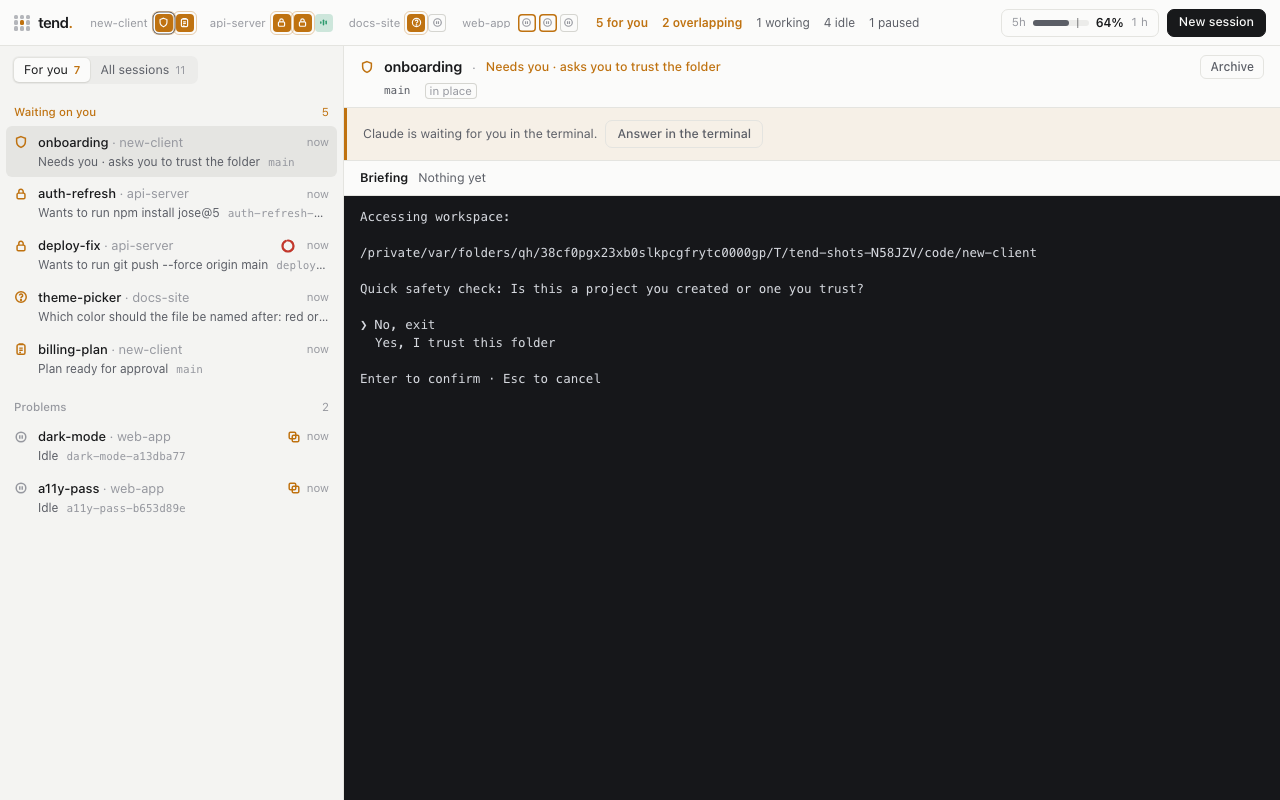 tend. new-client api-server docs-site web-app 5 for you 2 overlapping 1 working 4 idle 1 paused 5h 64% 1 h New session
For you 7 All sessions 11
Waiting on you 5
onboarding · new-client now
Needs you · asks you to trust the folder main
auth-refresh · api-server now
Wants to run npm install jose@5 auth-refresh-…
deploy-fix · api-server now
Wants to run git push --force origin main deploy…
theme-picker · docs-site now
Which color should the file be named after: red or…
billing-plan · new-client now
Plan ready for approval main
Problems 2
dark-mode · web-app now
Idle dark-mode-a13dba77
a11y-pass · web-app now
Idle a11y-pass-b653d89e
onboarding · Needs you · asks you to trust the folder Archive
main in place
Claude is waiting for you in the terminal. Answer in the terminal
Briefing Nothing yet
Accessing workspace:
/private/var/folders/qh/38cf0pgx23xb0slkpcgfrytc0000gp/T/tend-shots-N58JZV/code/new-client
Quick safety check: Is this a project you created or one you trust?
❯ No, exit
Yes, I trust this folder
Enter to confirm · Esc to cancel